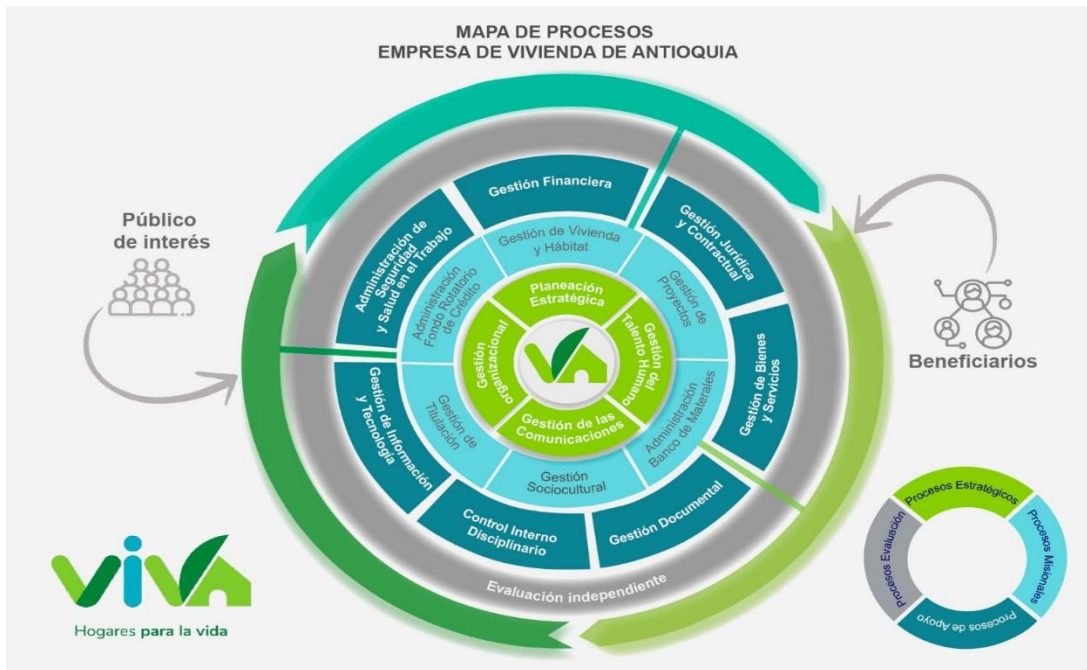 MAPA DE PROCESOS
EMPRESA DE VIVIENDA DE ANTIOQUIA
Público
de interés
Beneficiarios
Gestión Financiera
Gestión Jurídica
y Contractual
Gestión de Bienes
y Servicios
Gestión Documental
Control Interno
Disciplinario
Gestión de Información
y Tecnología
Administración de
Seguridad
y Salud en el Trabajo
Gestión de Vivienda
y Hábitat
Gestión de
Proyectos
Administración
Banco de Materales
Gestión
Sociocultural
Gestión de
Titulación
Administración
Fondo Rotatorio
de Crédito
Planeación
Estratégica
Gestión del
Talento Humano
Gestión de las
Comunicaciones
Gestión
organizacional
VA
Evaluación independiente
Procesos Estratégicos
Procesos Misionales
Procesos de Apoyo
Procesos Evaluación
viva
Hogares para la vida